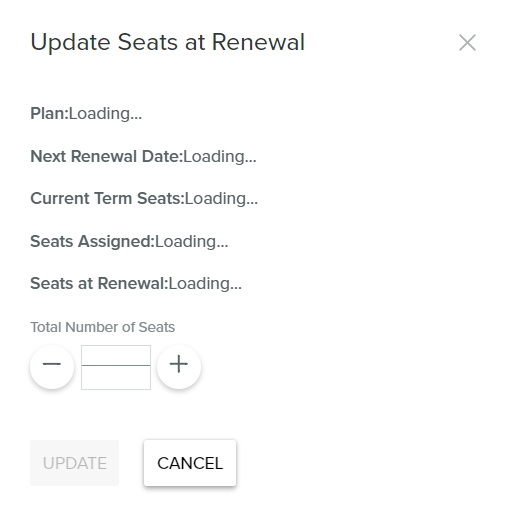 Update Seats at Renewal
Plan:Loading...
Next Renewal Date:Loading...
Current Term Seats:Loading...
Seats Assigned:Loading...
Seats at Renewal:Loading...
Total Number of Seats
UPDATE CANCEL